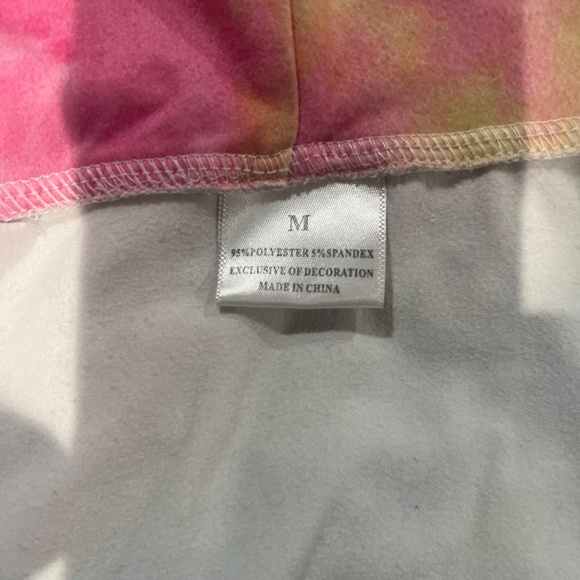 M
95%POLYESTER 5%SPANDEX
EXCLUSIVE OF DECORATION
MADE IN CHINA